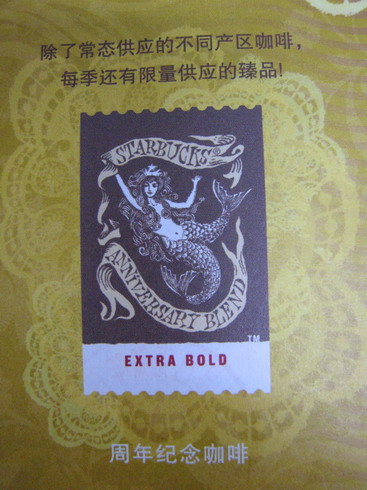 除了常态供应的不同产区咖啡，
每季还有限量供应的臻品!
STARBUCKS®
ANNIVERSARY BLEND
TM
EXTRA BOLD
周年纪念咖啡